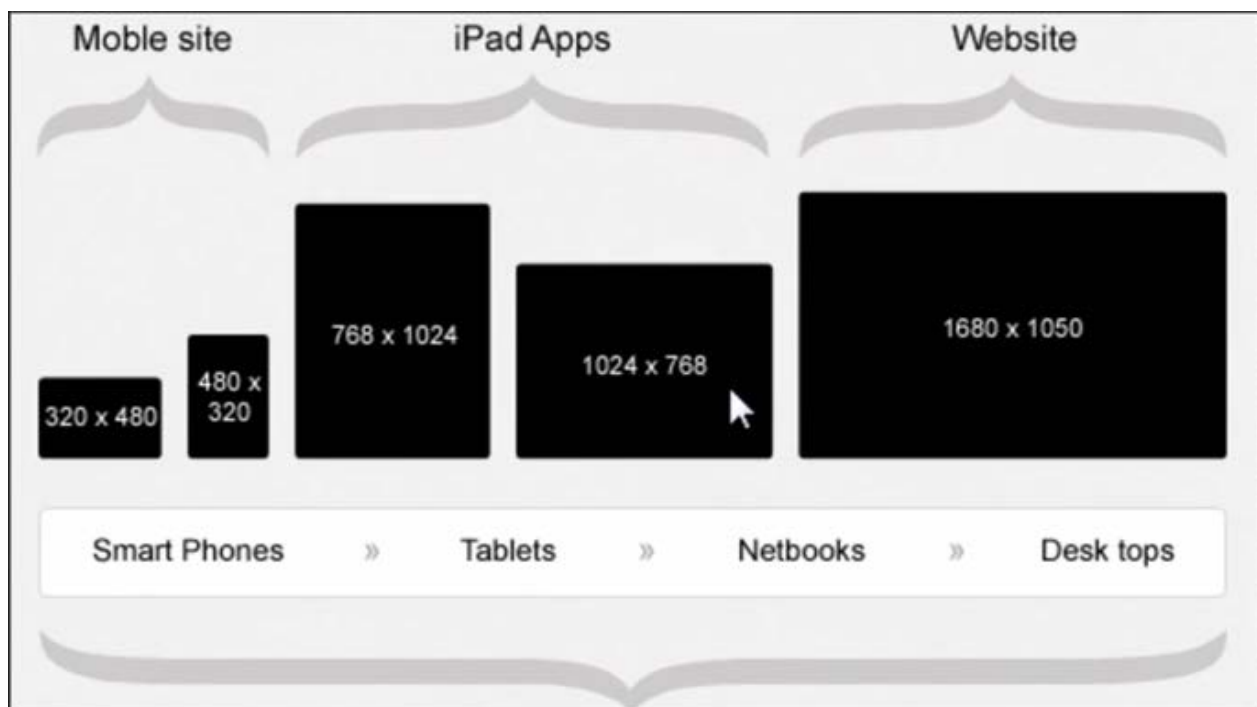 Moble site
iPad Apps
Website
320 x 480
480 x
320
768 x 1024
1024 x 768
1680 x 1050
Smart Phones » Tablets » Netbooks » Desk tops